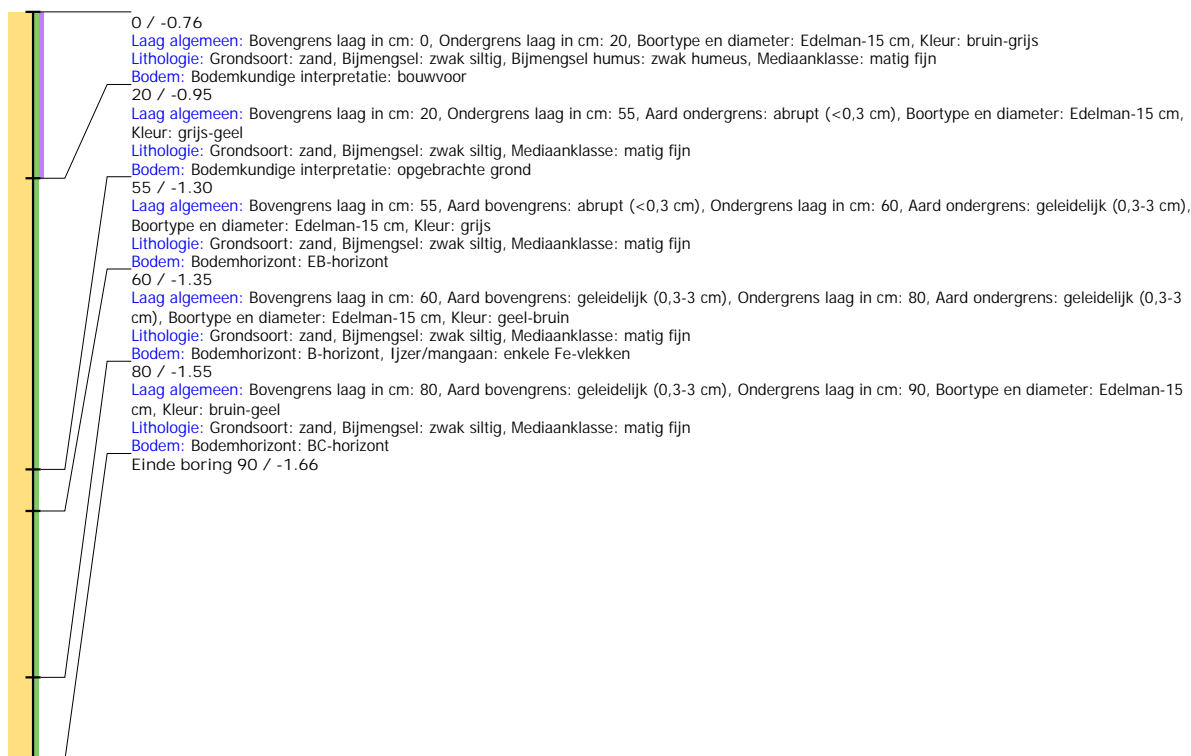 0 / -0.76
Laag algemeen: Bovengrens laag in cm: 0, Ondergrens laag in cm: 20, Boortype en diameter: Edelman-15 cm, Kleur: bruin-grijs
Lithologie: Grondsoort: zand, Bijmengsel: zwak siltig, Bijmengsel humus: zwak humeus, Mediaanklasse: matig fijn
Bodem: Bodemkundige interpretatie: bouwvoor
20 / -0.95
Laag algemeen: Bovengrens laag in cm: 20, Ondergrens laag in cm: 55, Aard ondergrens: abrupt (<0,3 cm), Boortype en diameter: Edelman-15 cm,
Kleur: grijs-geel
Lithologie: Grondsoort: zand, Bijmengsel: zwak siltig, Mediaanklasse: matig fijn
Bodem: Bodemkundige interpretatie: opgebrachte grond
55 / -1.30
Laag algemeen: Bovengrens laag in cm: 55, Aard bovengrens: abrupt (<0,3 cm), Ondergrens laag in cm: 60, Aard ondergrens: geleidelijk (0,3-3 cm),
Boortype en diameter: Edelman-15 cm, Kleur: grijs
Lithologie: Grondsoort: zand, Bijmengsel: zwak siltig, Mediaanklasse: matig fijn
Bodem: Bodemhorizont: EB-horizont
60 / -1.35
Laag algemeen: Bovengrens laag in cm: 60, Aard bovengrens: geleidelijk (0,3-3 cm), Ondergrens laag in cm: 80, Aard ondergrens: geleidelijk (0,3-3
cm), Boortype en diameter: Edelman-15 cm, Kleur: geel-bruin
Lithologie: Grondsoort: zand, Bijmengsel: zwak siltig, Mediaanklasse: matig fijn
Bodem: Bodemhorizont: B-horizont, Ijzer/mangaan: enkele Fe-vlekken
80 / -1.55
Laag algemeen: Bovengrens laag in cm: 80, Aard bovengrens: geleidelijk (0,3-3 cm), Ondergrens laag in cm: 90, Boortype en diameter: Edelman-15
cm, Kleur: bruin-geel
Lithologie: Grondsoort: zand, Bijmengsel: zwak siltig, Mediaanklasse: matig fijn
Bodem: Bodemhorizont: BC-horizont
Einde boring 90 / -1.66